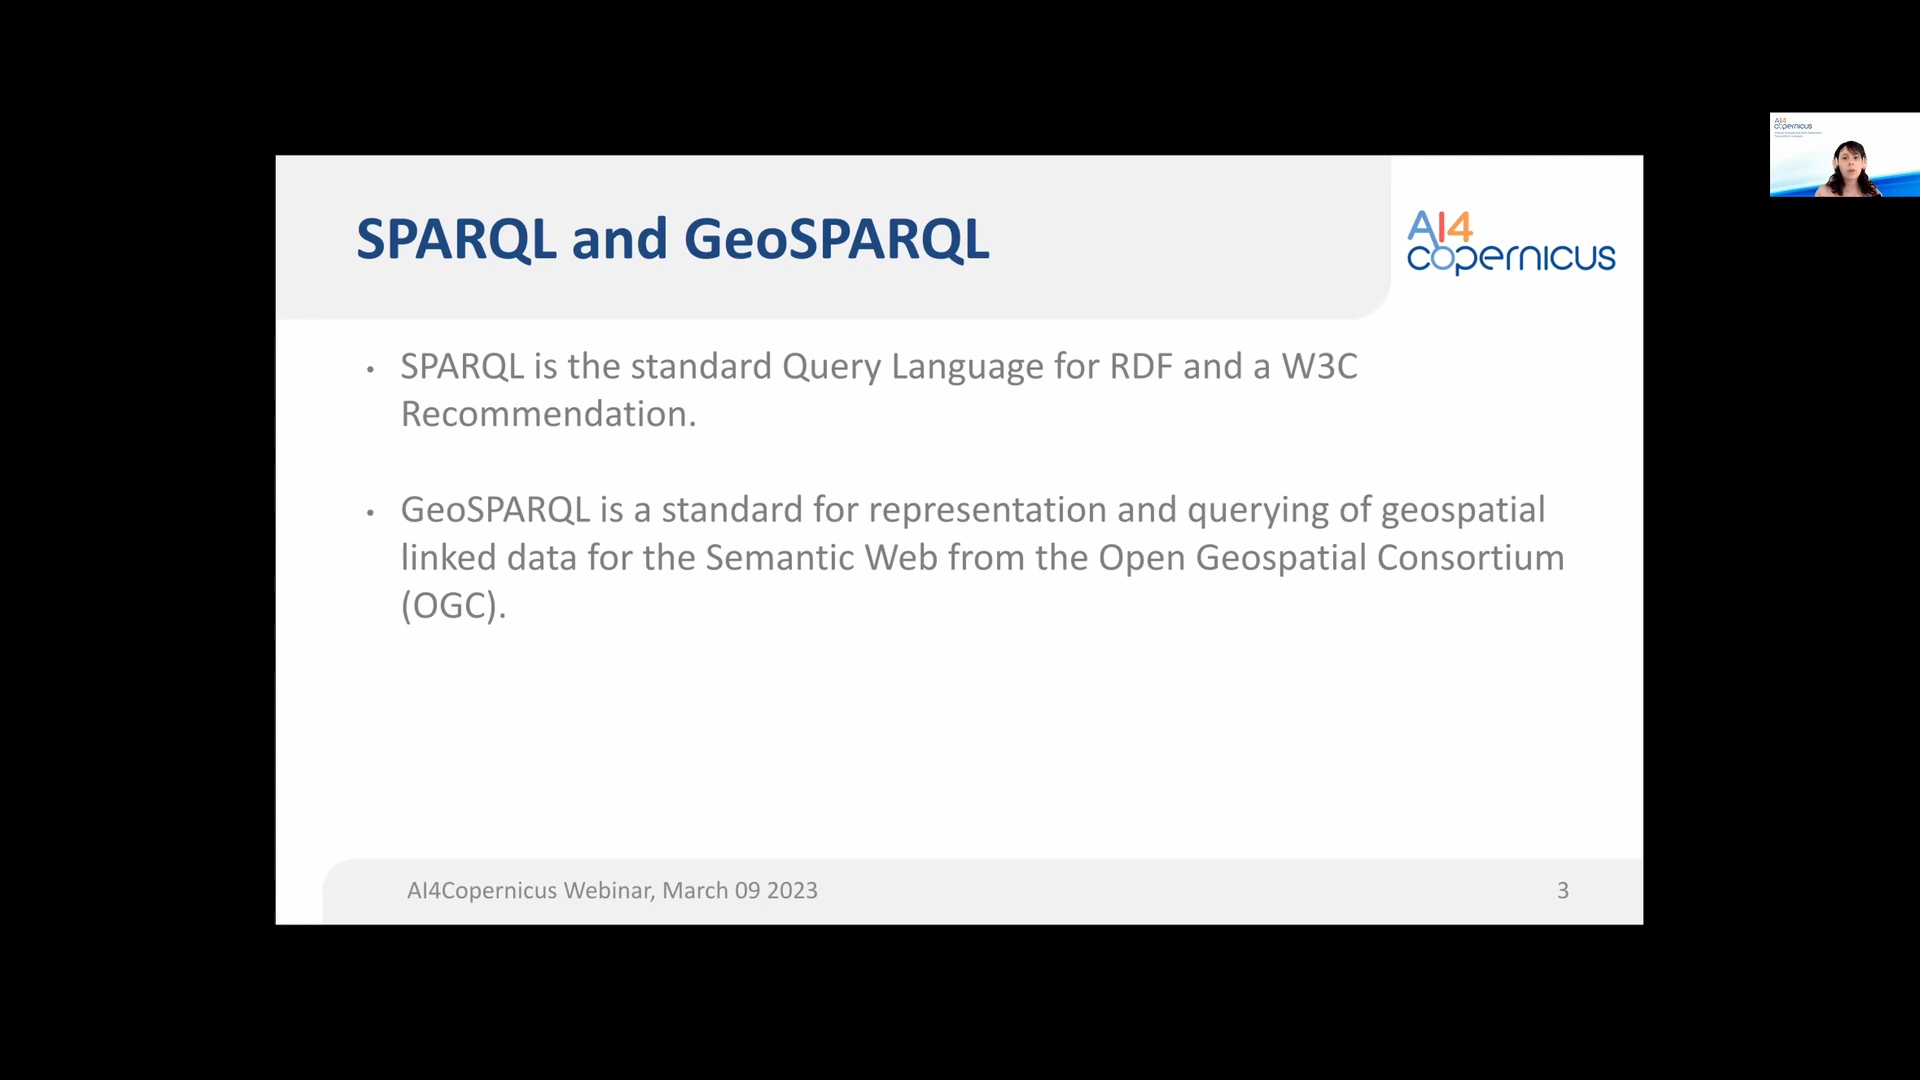 SPARQL and GeoSPARQL
AI4
copernicus
• SPARQL is the standard Query Language for RDF and a W3C
Recommendation.
• GeoSPARQL is a standard for representation and querying of geospatial
linked data for the Semantic Web from the Open Geospatial Consortium
(OGC).
AI4Copernicus Webinar, March 09 2023
3
AI4
copernicus